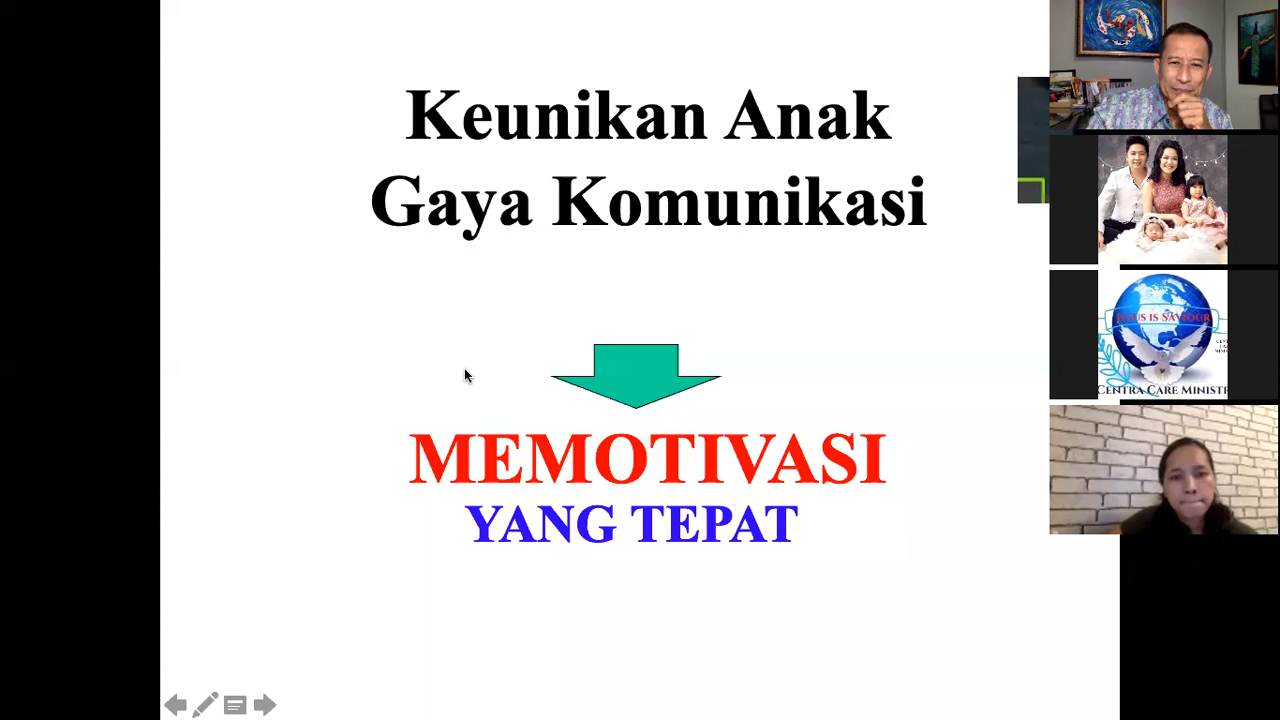 Keunikan Anak
Gaya Komunikasi
MEMOTIVASI
YANG TEPAT
JESUS IS SAVIOUR
CENTRA CARE MINISTR